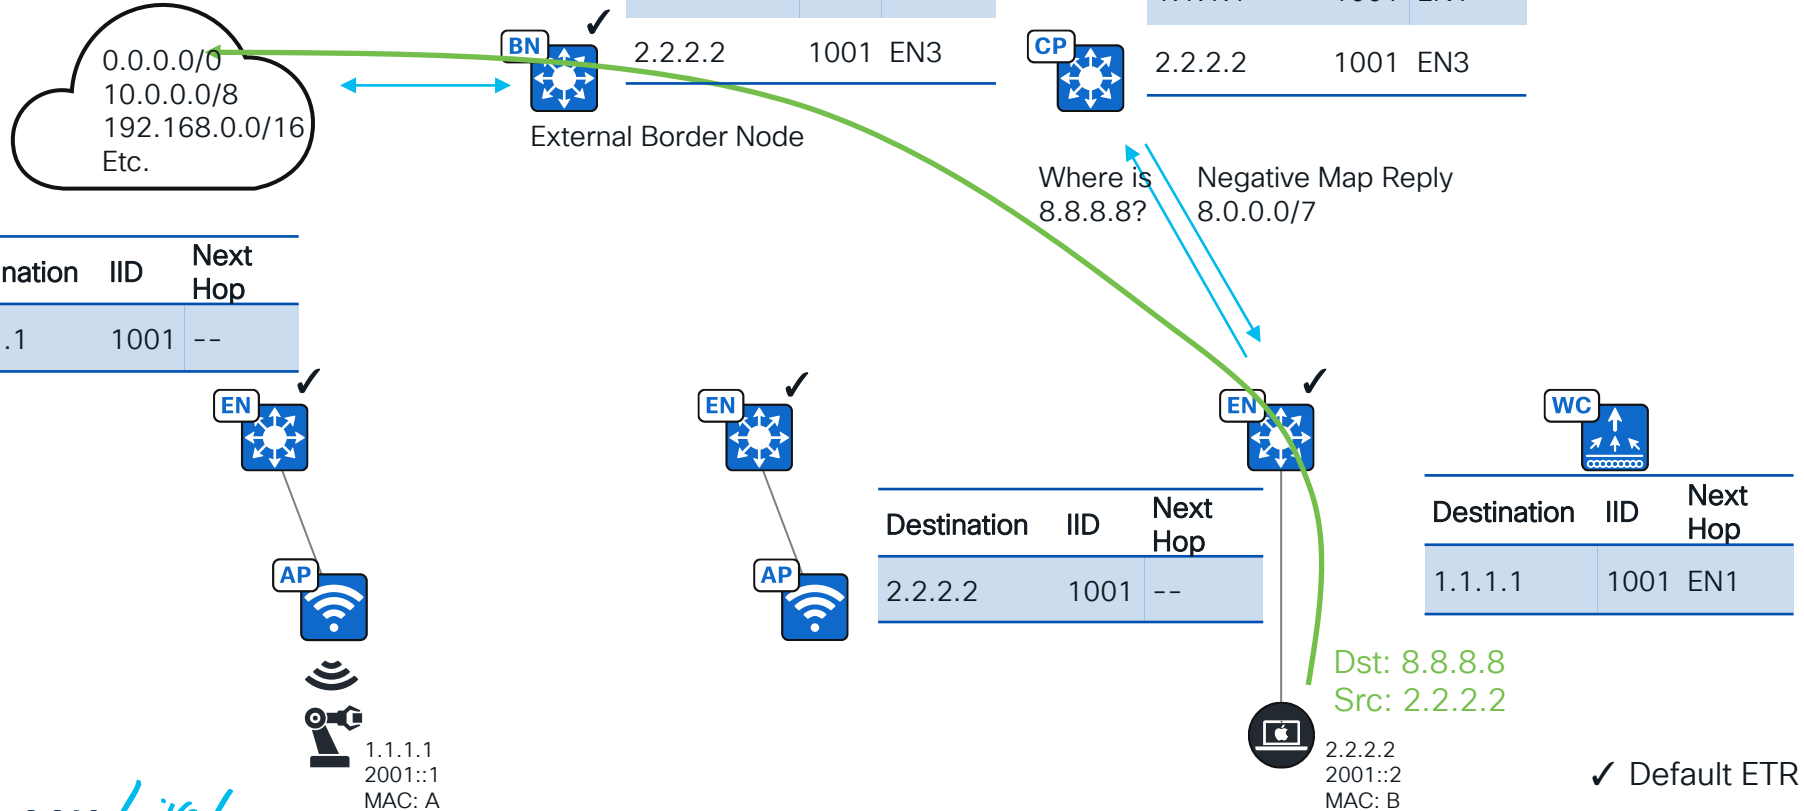 0.0.0.0/0
10.0.0.0/8
192.168.0.0/16
Etc.
BN
External Border Node
2.2.2.2 1001 EN3
CP
2.2.2.2 1001 EN3
Where is
8.8.8.8?
Negative Map Reply
8.0.0.0/7
nation IID Next
Hop
.1 1001 --
EN
EN
EN
WC
AP
AP
Destination IID Next
Hop
2.2.2.2 1001 --
Destination IID Next
Hop
1.1.1.1 1001 EN1
Dst: 8.8.8.8
Src: 2.2.2.2
1.1.1.1
2001::1
MAC: A
2.2.2.2
2001::2
MAC: B
✓ Default ETR